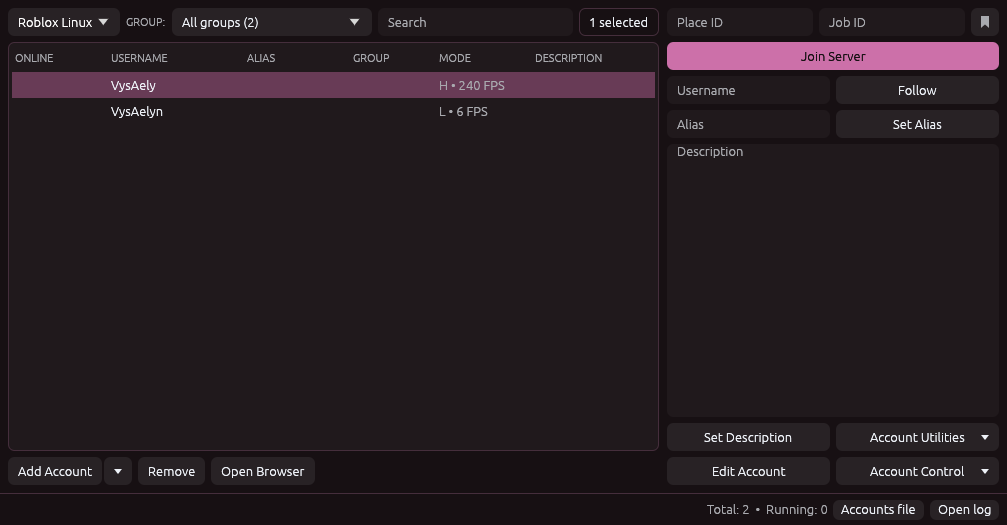 Roblox Linux GROUP: All groups (2) Search 1 selected Place ID Job ID
Join Server
ONLINE USERNAME ALIAS GROUP MODE DESCRIPTION
VysAely H • 240 FPS
Username Follow
VysAelyn L • 6 FPS
Alias Set Alias
Description
Set Description Account Utilities
Add Account Remove Open Browser Edit Account Account Control
Total: 2 • Running: 0 Accounts file Open log